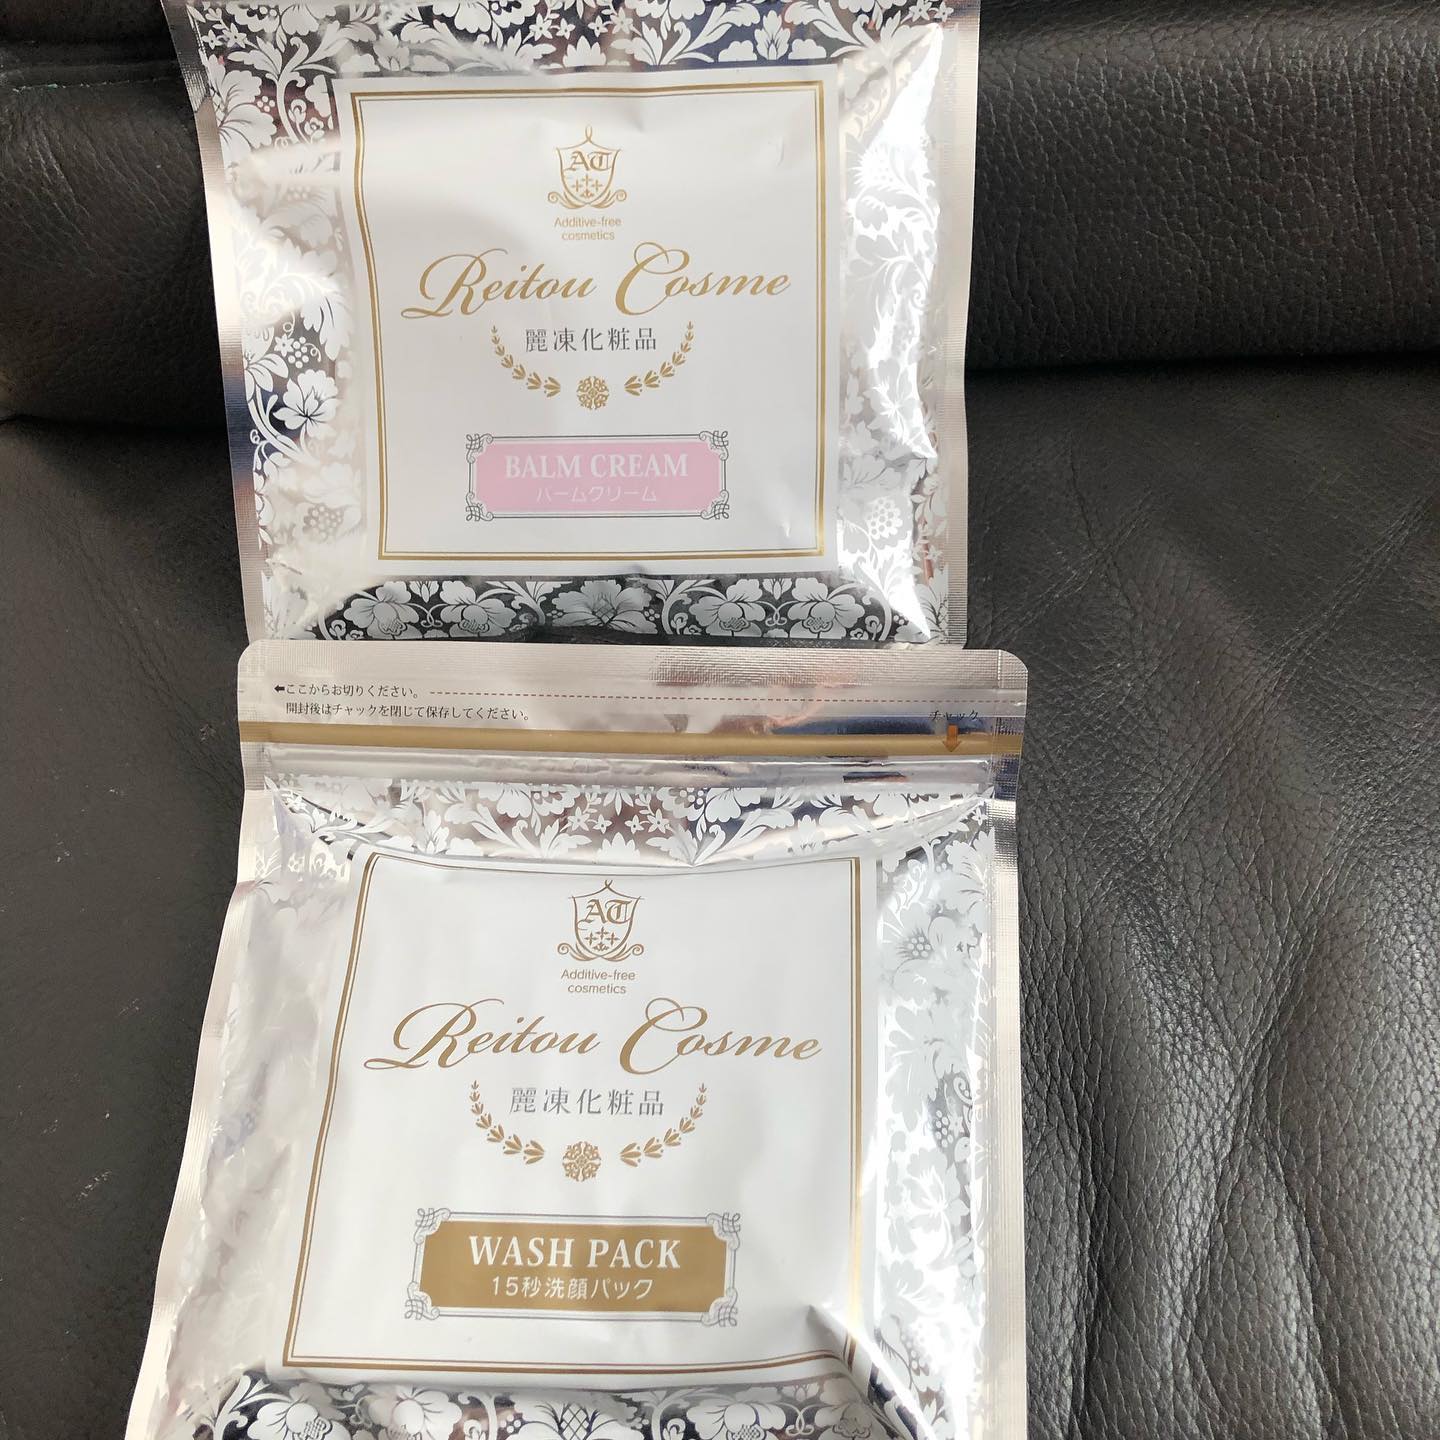 AT
Additive-free
cosmetics
Reitou Cosme
麗凍化粧品
BALM CREAM
バームクリーム
⬅ここからお切りください。
開封後はチャックを閉じて保存してください。
チャック
AT
Additive-free
cosmetics
Reitou Cosme
麗凍化粧品
WASH PACK
15秒洗顔パック